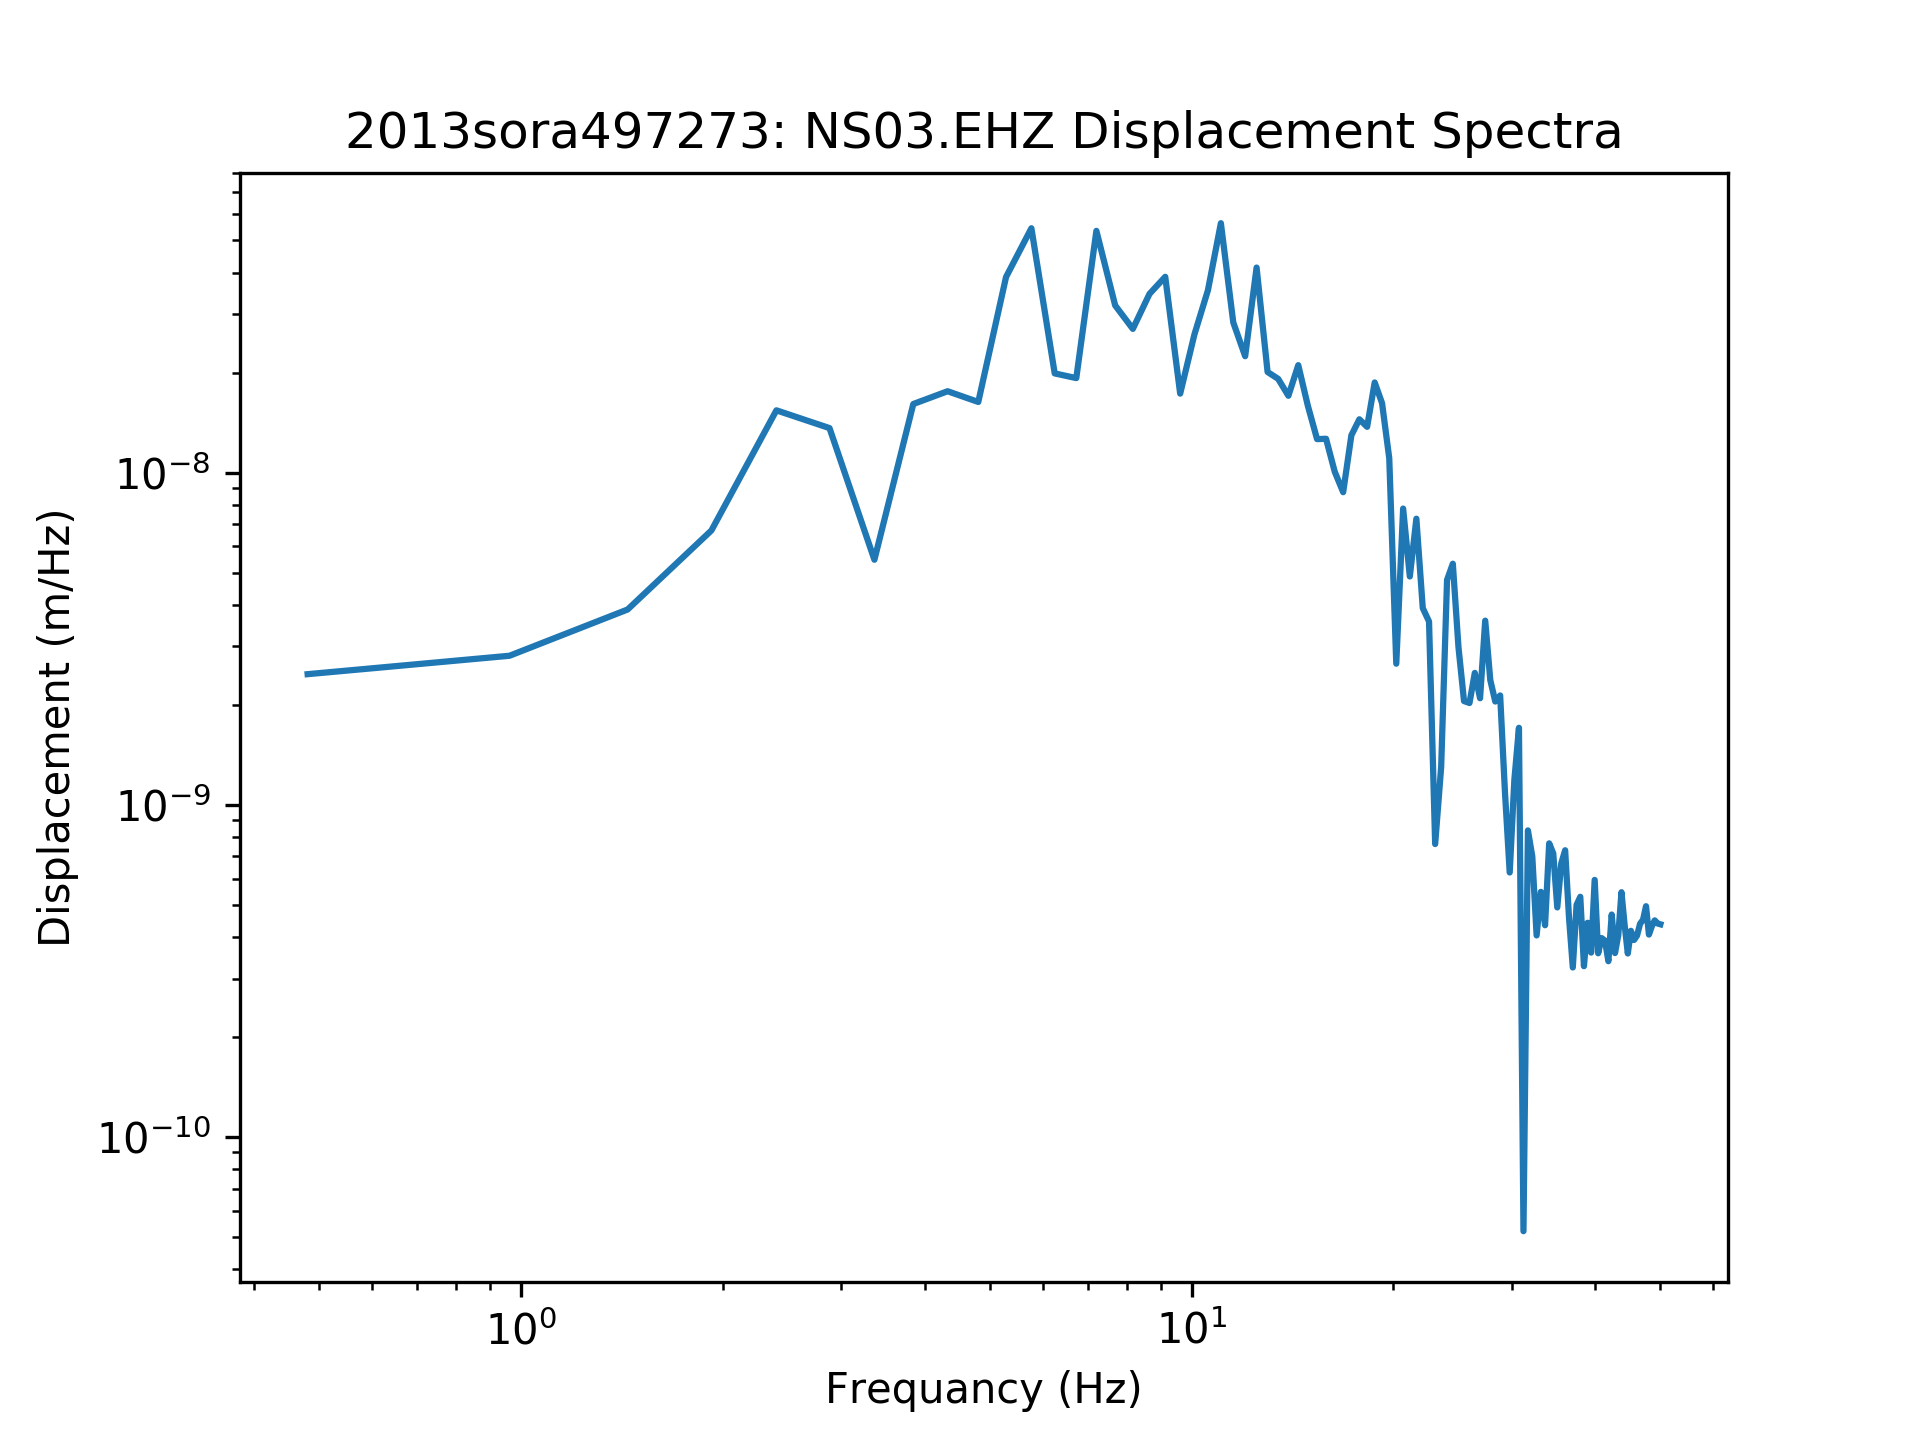 2013sora497273: NS03.EHZ Displacement Spectra
Displacement (m/Hz)
10⁻⁸
10⁻⁹
10⁻¹⁰
10⁰ 10¹
Frequancy (Hz)